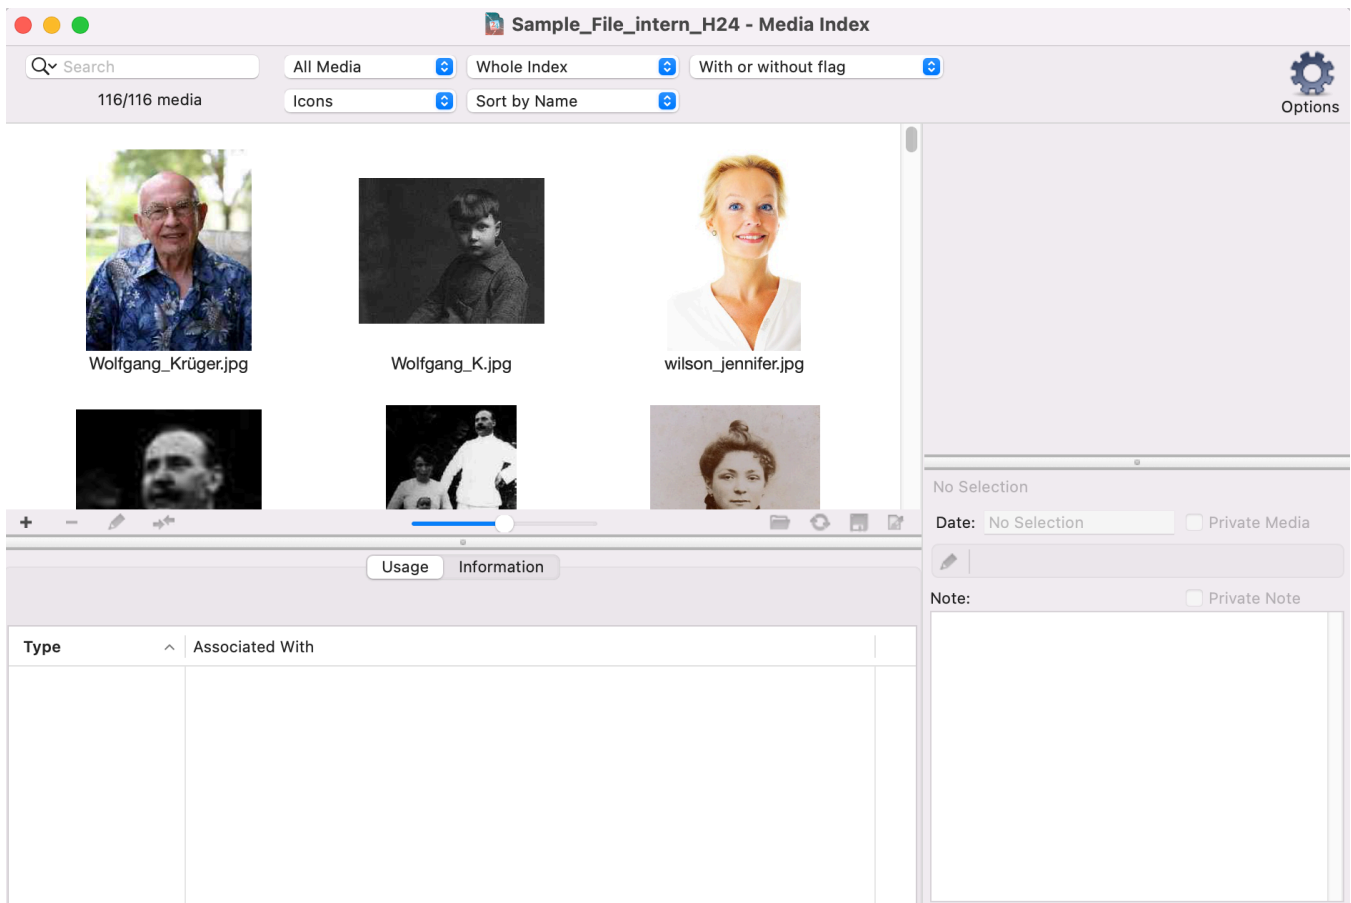 Sample_File_intern_H24 - Media Index
Search
All Media
Whole Index
With or without flag
116/116 media
Icons
Sort by Name
Options
Wolfgang_Krüger.jpg
Wolfgang_K.jpg
wilson_jennifer.jpg
No Selection
Date: No Selection
Private Media
Usage
Information
Note:
Private Note
Type
Associated With